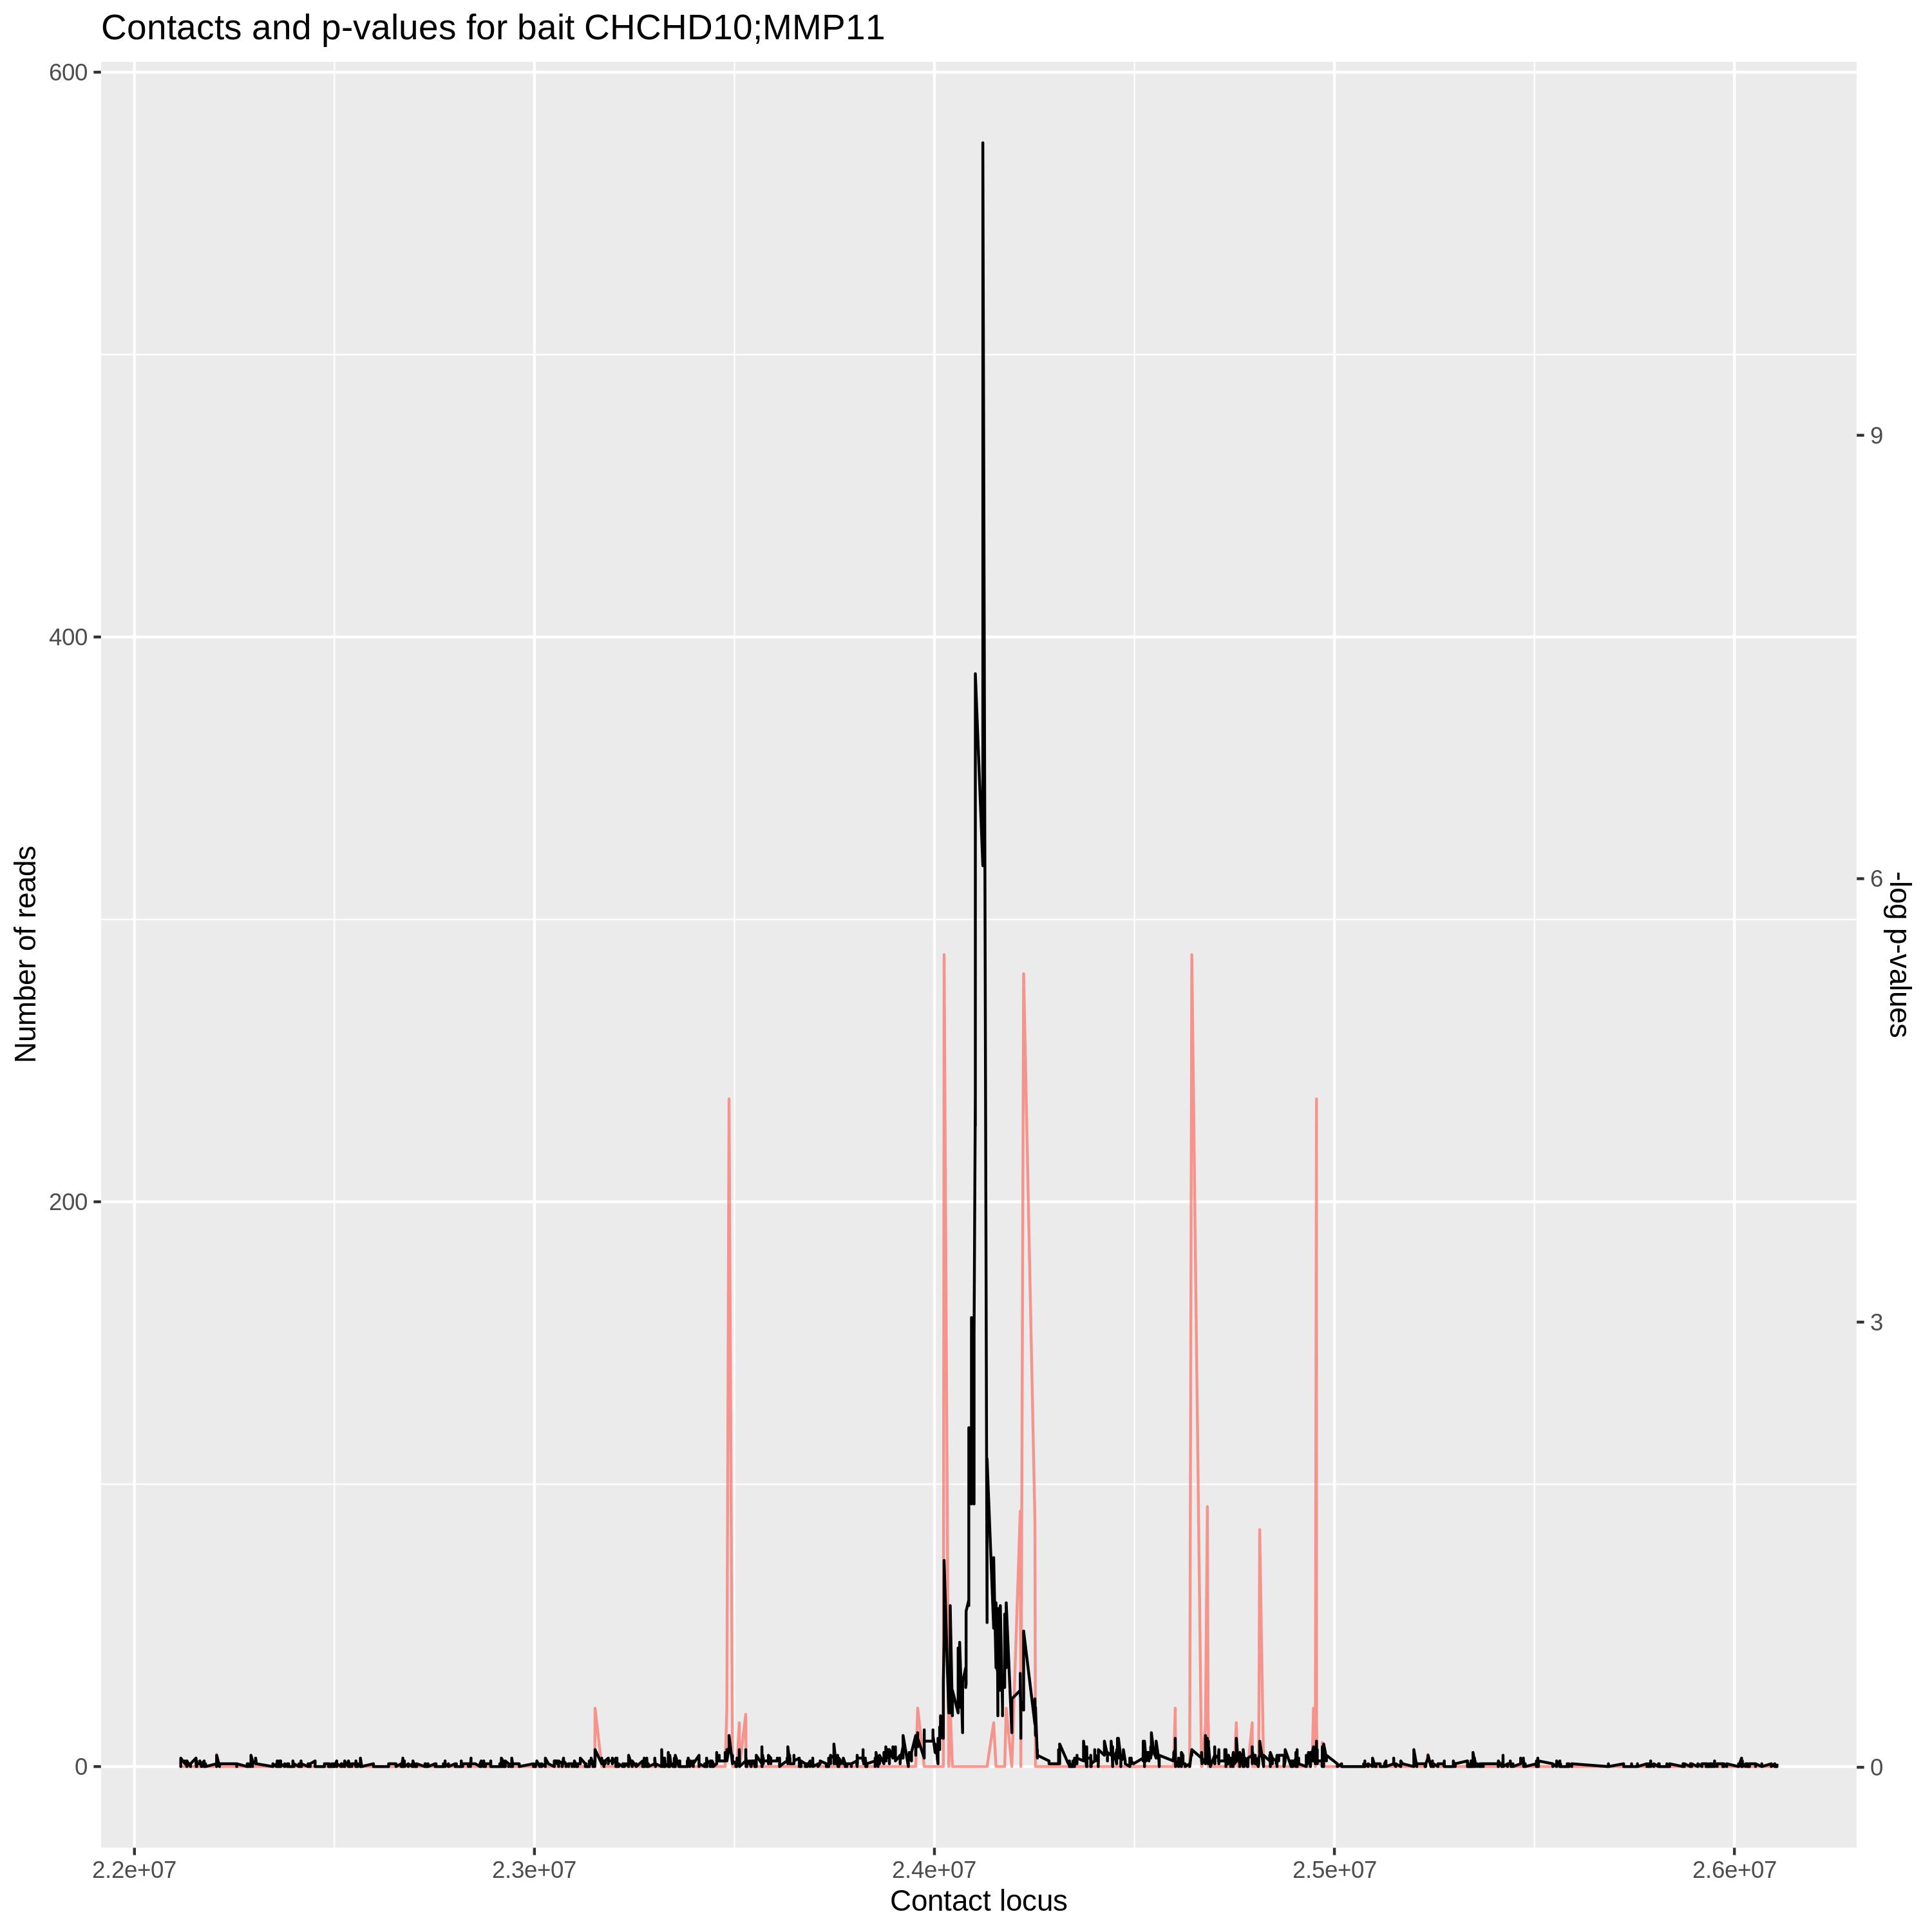 Contacts and p-values for bait CHCHD10;MMP11
600
400
200
0
Number of reads
9
6
3
0
-log p-values
2.2e+07
2.3e+07
2.4e+07
2.5e+07
2.6e+07
Contact locus